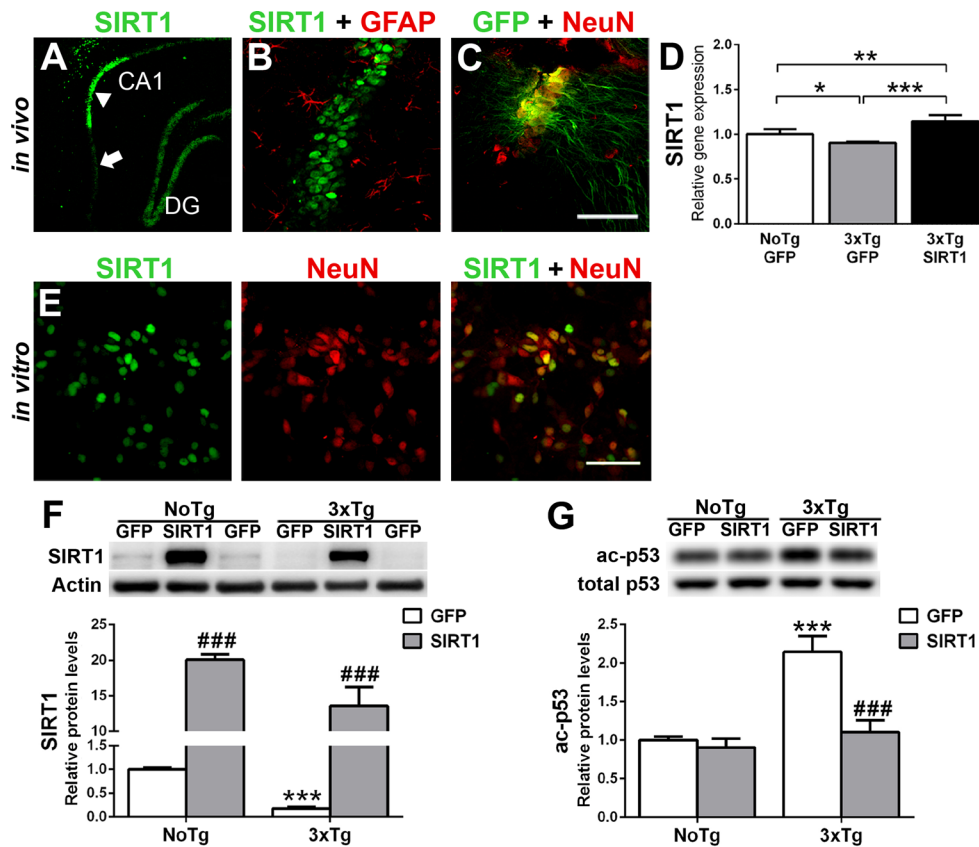 SIRT1
SIRT1 + GFAP
GFP + NeuN
in vivo
A
CA1
DG
B
C
D
SIRT1
Relative gene expression
2.0
1.5
1.0
0.5
0.0
**
*
***
NoTg
GFP
3xTg
GFP
3xTg
SIRT1
SIRT1
NeuN
SIRT1 + NeuN
in vitro
E
F
NoTg
3xTg
GFP SIRT1 GFP
GFP SIRT1 GFP
SIRT1
Actin
GFP
SIRT1
SIRT1
Relative protein levels
25
20
15
10
1.5
1.0
0.5
0.0
###
***
###
NoTg
3xTg
G
NoTg
3xTg
GFP SIRT1
GFP SIRT1
ac-p53
total p53
GFP
SIRT1
ac-p53
Relative protein levels
2.5
2.0
1.5
1.0
0.5
0.0
***
###
NoTg
3xTg